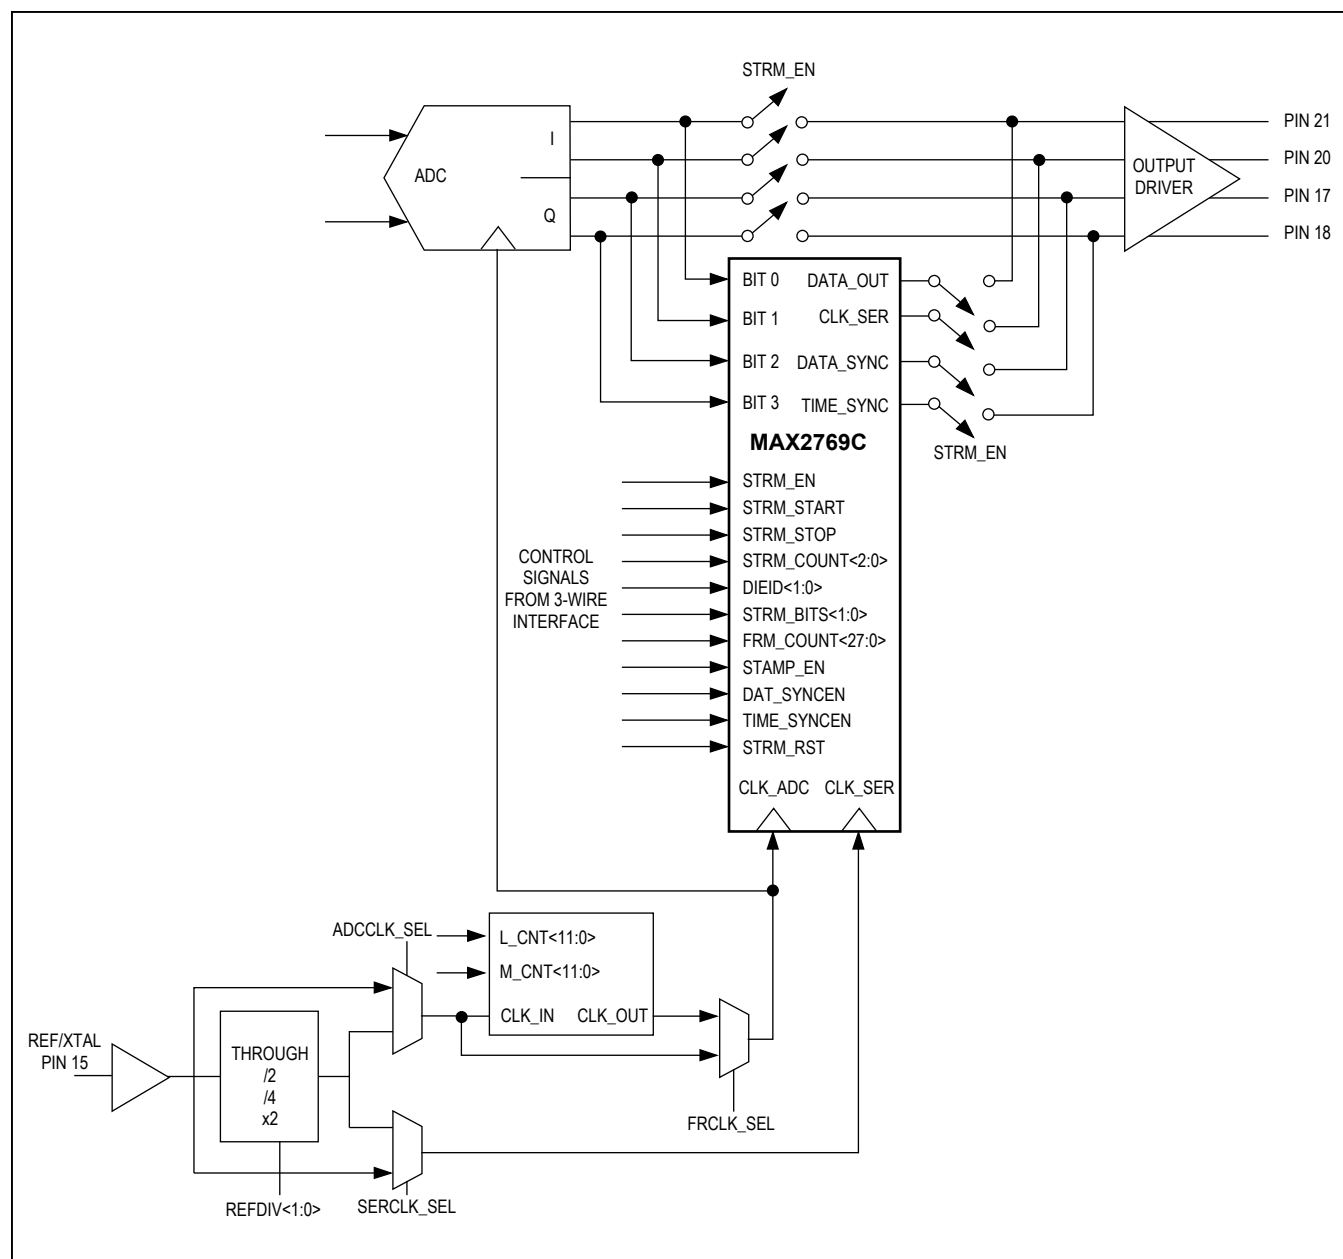 STRM_EN
I
ADC
Q
OUTPUT
DRIVER
PIN 21
PIN 20
PIN 17
PIN 18
BIT 0
DATA_OUT
BIT 1
CLK_SER
BIT 2
DATA_SYNC
BIT 3
TIME_SYNC
MAX2769C
STRM_EN
STRM_EN
STRM_START
STRM_STOP
STRM_COUNT<2:0>
DIEID<1:0>
STRM_BITS<1:0>
FRM_COUNT<27:0>
STAMP_EN
DAT_SYNCEN
TIME_SYNCEN
STRM_RST
CONTROL
SIGNALS
FROM 3-WIRE
INTERFACE
CLK_ADC
CLK_SER
ADCCLK_SEL
L_CNT<11:0>
M_CNT<11:0>
CLK_IN
CLK_OUT
REF/XTAL
PIN 15
THROUGH
/2
/4
x2
FRCLK_SEL
REFDIV<1:0>
SERCLK_SEL